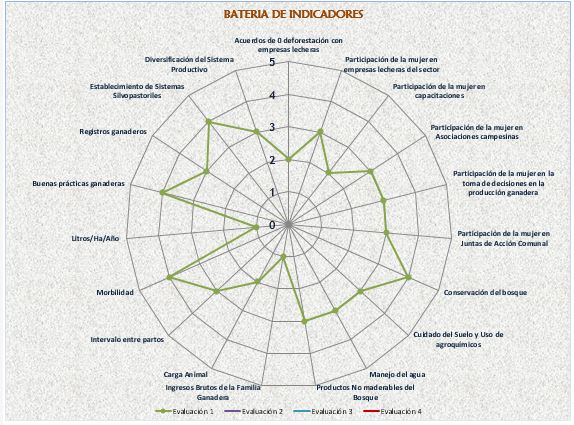 BATERIA DE INDICADORES
Acuerdos de 0 deforestación con
empresas lecheras
Participación de la mujer en
empresas lecheras del sector
Participación de la mujer en
capacitaciones
Participación de la mujer en
Asociaciones campesinas
Participación de la mujer en la
toma de decisiones en la
producción ganadera
Participación de la mujer en
Juntas de Acción Comunal
Conservación del bosque
Cuidado del Suelo y Uso de
agroquímicos
Manejo del agua
Productos No maderables del
Bosque
Ingresos Brutos de la Familia
Ganadera
Carga Animal
Intervalo entre partos
Morbilidad
Litros/Ha/Año
Buenas prácticas ganaderas
Registros ganaderos
Establecimiento de Sistemas
Silvopastoriles
Diversificación del Sistema
Productivo
5
4
3
2
1
0
Evaluación 1
Evaluación 2
Evaluación 3
Evaluación 4